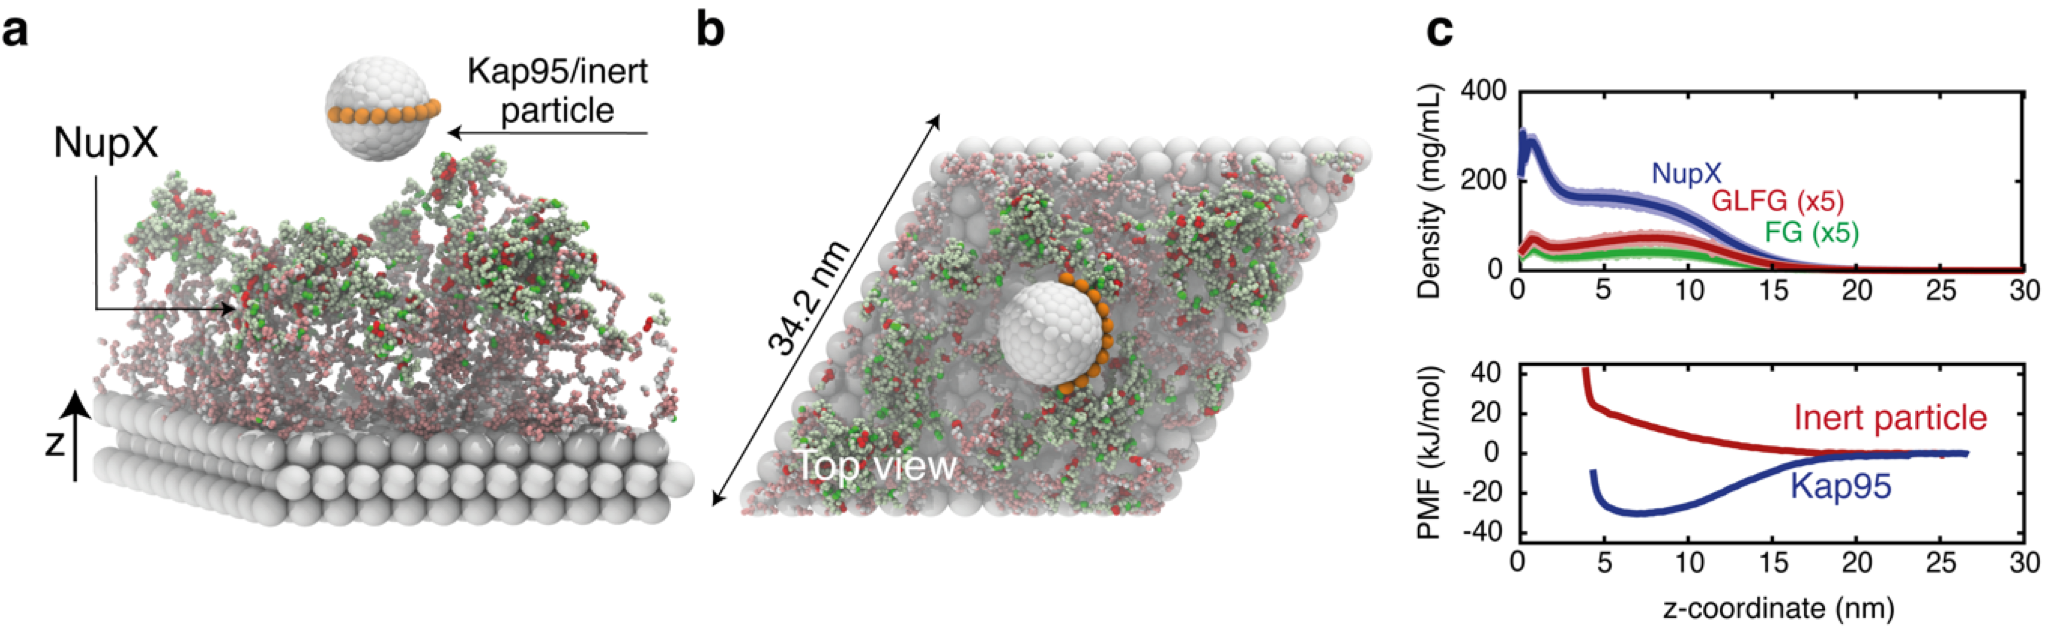 a
Kap95/inert
particle
NupX
z
b
34.2 nm
Top view
c
400
200
0
Density (mg/mL)
NupX
GLFG (x5)
FG (x5)
0 5 10 15 20 25 30
40
20
0
-20
-40
PMF (kJ/mol)
Inert particle
Kap95
0 5 10 15 20 25 30
z-coordinate (nm)